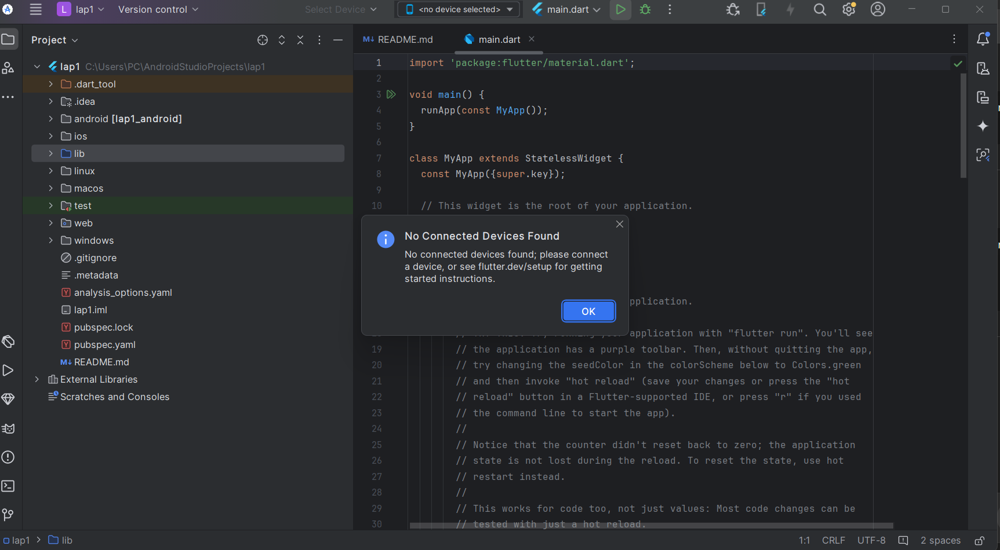 L lap1 Version control Select Device <no device selected> main.dart
Project
lap1 C:\Users\PC\AndroidStudioProjects\lap1
.dart_tool
.idea
android [lap1_android]
ios
lib
linux
macos
test
web
windows
.gitignore
.metadata
Y analysis_options.yaml
lap1.iml
Y pubspec.lock
Y pubspec.yaml
M↓ README.md
External Libraries
Scratches and Consoles
M↓ README.md main.dart
1 import 'package:flutter/material.dart';
2
3 void main() {
4 runApp(const MyApp());
5 }
6
7 class MyApp extends StatelessWidget {
8 const MyApp({super.key});
9
10 // This widget is the root of your application.
No Connected Devices Found
No connected devices found; please connect
a device, or see flutter.dev/setup for getting
started instructions.
OK
pplication.
application with "flutter run". You'll see
19 // the application has a purple toolbar. Then, without quitting the app,
20 // try changing the seedColor in the colorScheme below to Colors.green
21 // and then invoke "hot reload" (save your changes or press the "hot
22 // reload" button in a Flutter-supported IDE, or press "r" if you used
23 // the command line to start the app).
24 //
25 // Notice that the counter didn't reset back to zero; the application
26 // state is not lost during the reload. To reset the state, use hot
27 // restart instead.
28 //
29 // This works for code too, not just values: Most code changes can be
30 // tested with just a hot reload.
lap1 lib 1:1 CRLF UTF-8 2 spaces